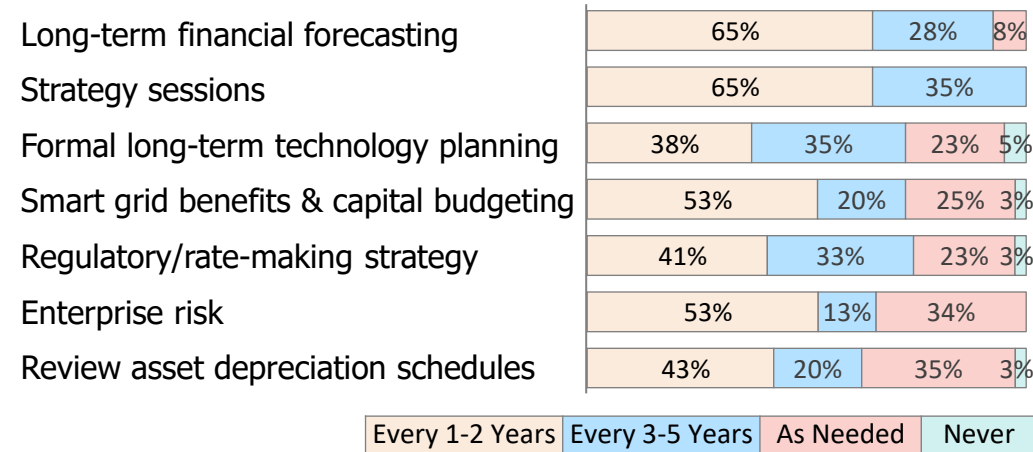 Long-term financial forecasting 65% 28% 8%
Strategy sessions 65% 35%
Formal long-term technology planning 38% 35% 23% 5%
Smart grid benefits & capital budgeting 53% 20% 25% 3%
Regulatory/rate-making strategy 41% 33% 23% 3%
Enterprise risk 53% 13% 34%
Review asset depreciation schedules 43% 20% 35% 3%
Every 1-2 Years Every 3-5 Years As Needed Never